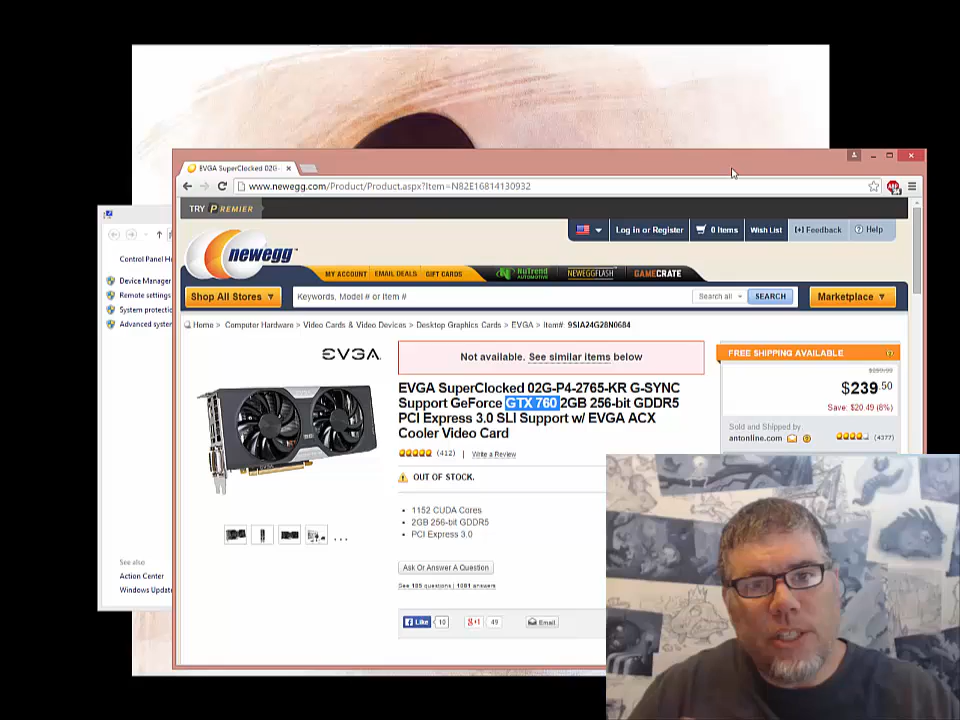 EVGA SuperClocked 02G-
www.newegg.com/Product/Product.aspx?Item=N82E16814130932
TRY PREMIER
Log in or Register
0 Items
Wish List
Feedback
Help
newegg
MY ACCOUNT
EMAIL DEALS
GIFT CARDS
NUTREND
AUTOMOTIVE
NEWEGGFLASH
GAMECRATE
Shop All Stores
Keywords, Model # or Item #
Search all
SEARCH
Marketplace
Control Panel H
Device Manager
Remote settings
System protectio
Advanced syster
Home > Computer Hardware > Video Cards & Video Devices > Desktop Graphics Cards > EVGA > Item# 9SIA24G28N0684
EVGA
Not available. See similar items below
FREE SHIPPING AVAILABLE
EVGA SuperClocked 02G-P4-2765-KR G-SYNC
Support GeForce GTX 760 2GB 256-bit GDDR5
PCI Express 3.0 SLI Support w/ EVGA ACX
Cooler Video Card
$239.50
Save: $20.49 (8%)
Sold and Shipped by
antonline.com
(4377)
(412) | Write a Review
OUT OF STOCK.
1152 CUDA Cores
2GB 256-bit GDDR5
PCI Express 3.0
...
Ask Or Answer A Question
See 185 questions | 1081 answers
Like 10
+1 49
Email
See also
Action Center
Windows Updat